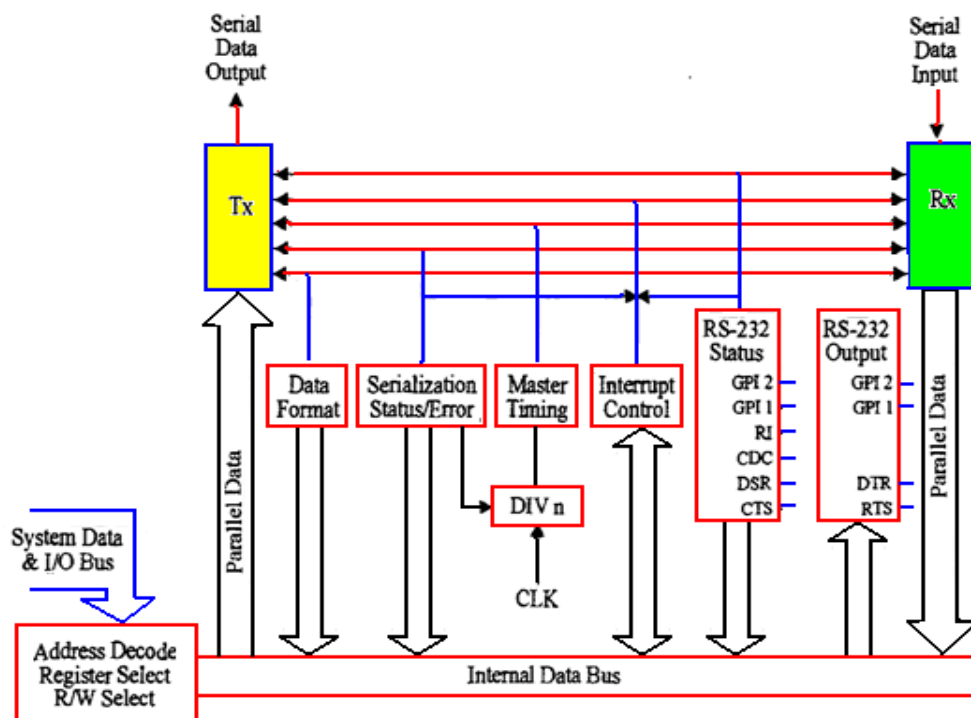 Serial
Data
Output
Serial
Data
Input
Tx
Rx
RS-232
Status
GPI 2
GPI 1
RI
CDC
DSR
CTS
RS-232
Output
GPI 2
GPI 1
DTR
RTS
Data
Format
Serialization
Status/Error
Master
Timing
Interrupt
Control
Parallel Data
Parallel Data
DIV n
CLK
System Data
& I/O Bus
Address Decode
Register Select
R/W Select
Internal Data Bus